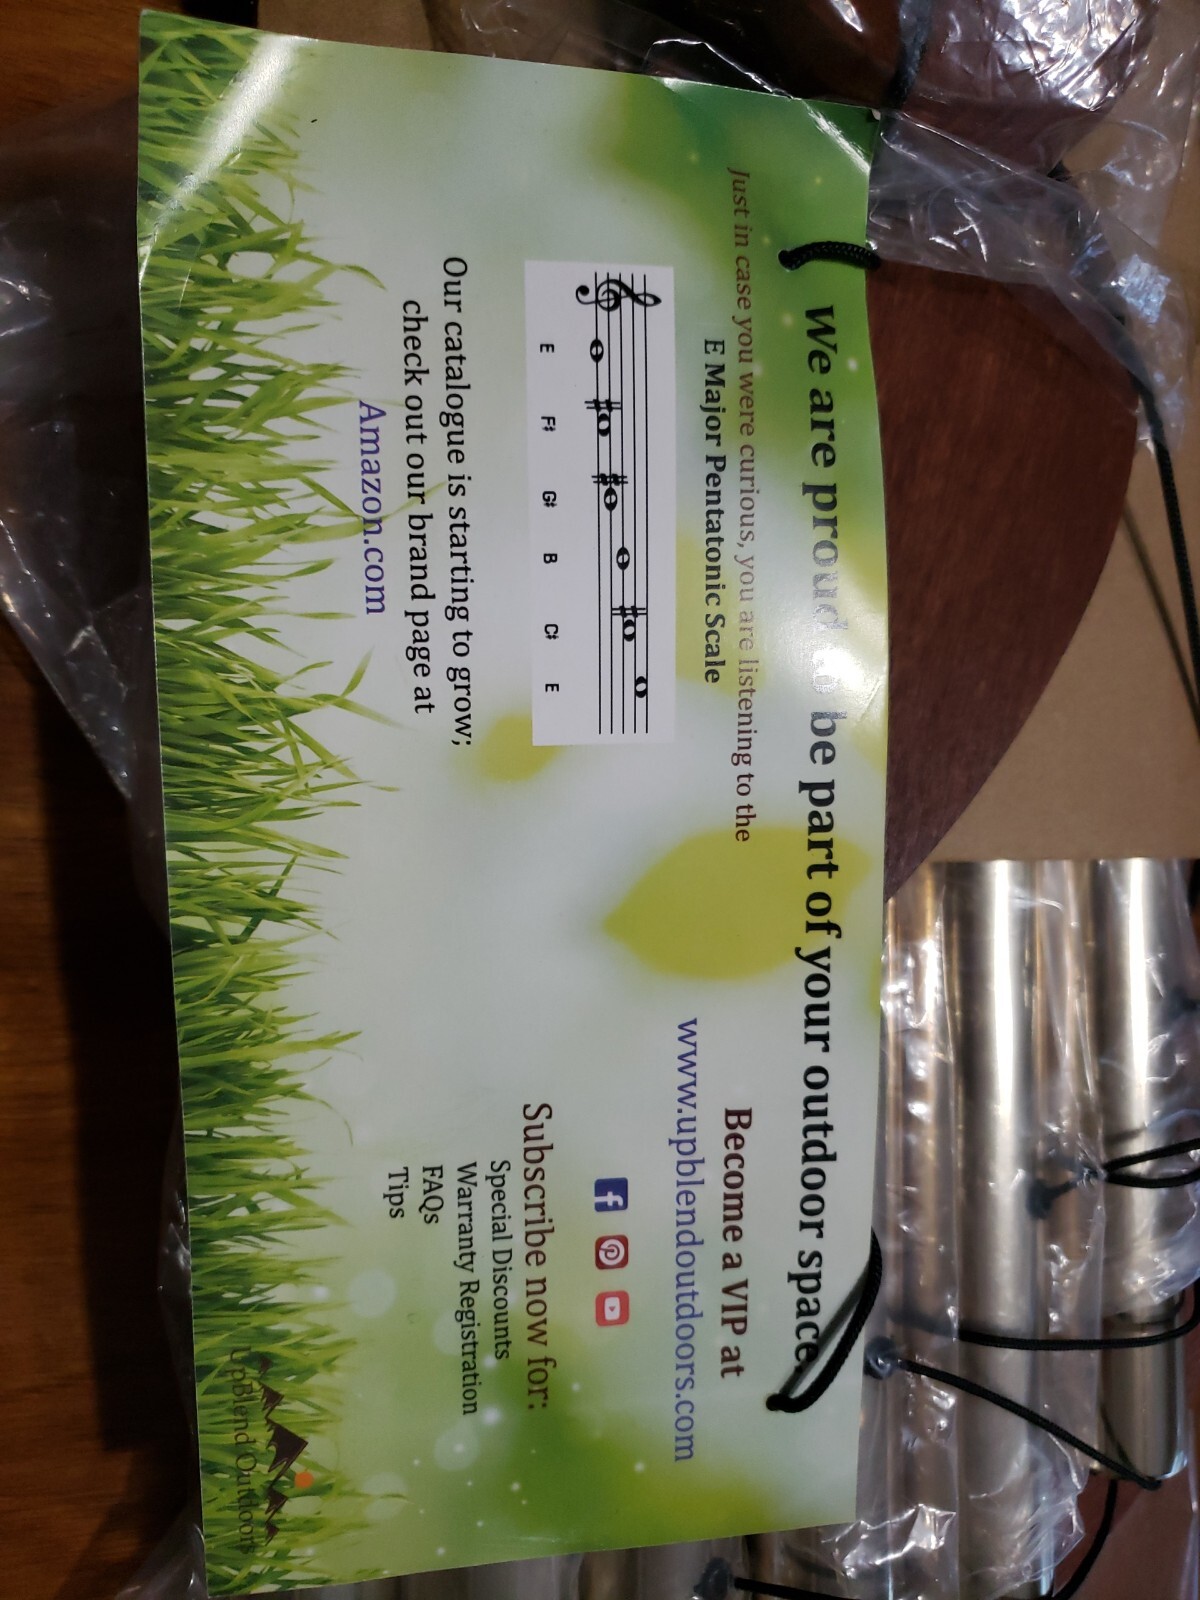 We are proud to be part of your outdoor space.
Just in case you were curious, you are listening to the
E Major Pentatonic Scale
E F# G# B C# E
Our catalogue is starting to grow;
check out our brand page at
Amazon.com
Become a VIP at
www.upblendoutdoors.com
Subscribe now for:
Special Discounts
Warranty Registration
FAQs
Tips
UpBlend Outdoors